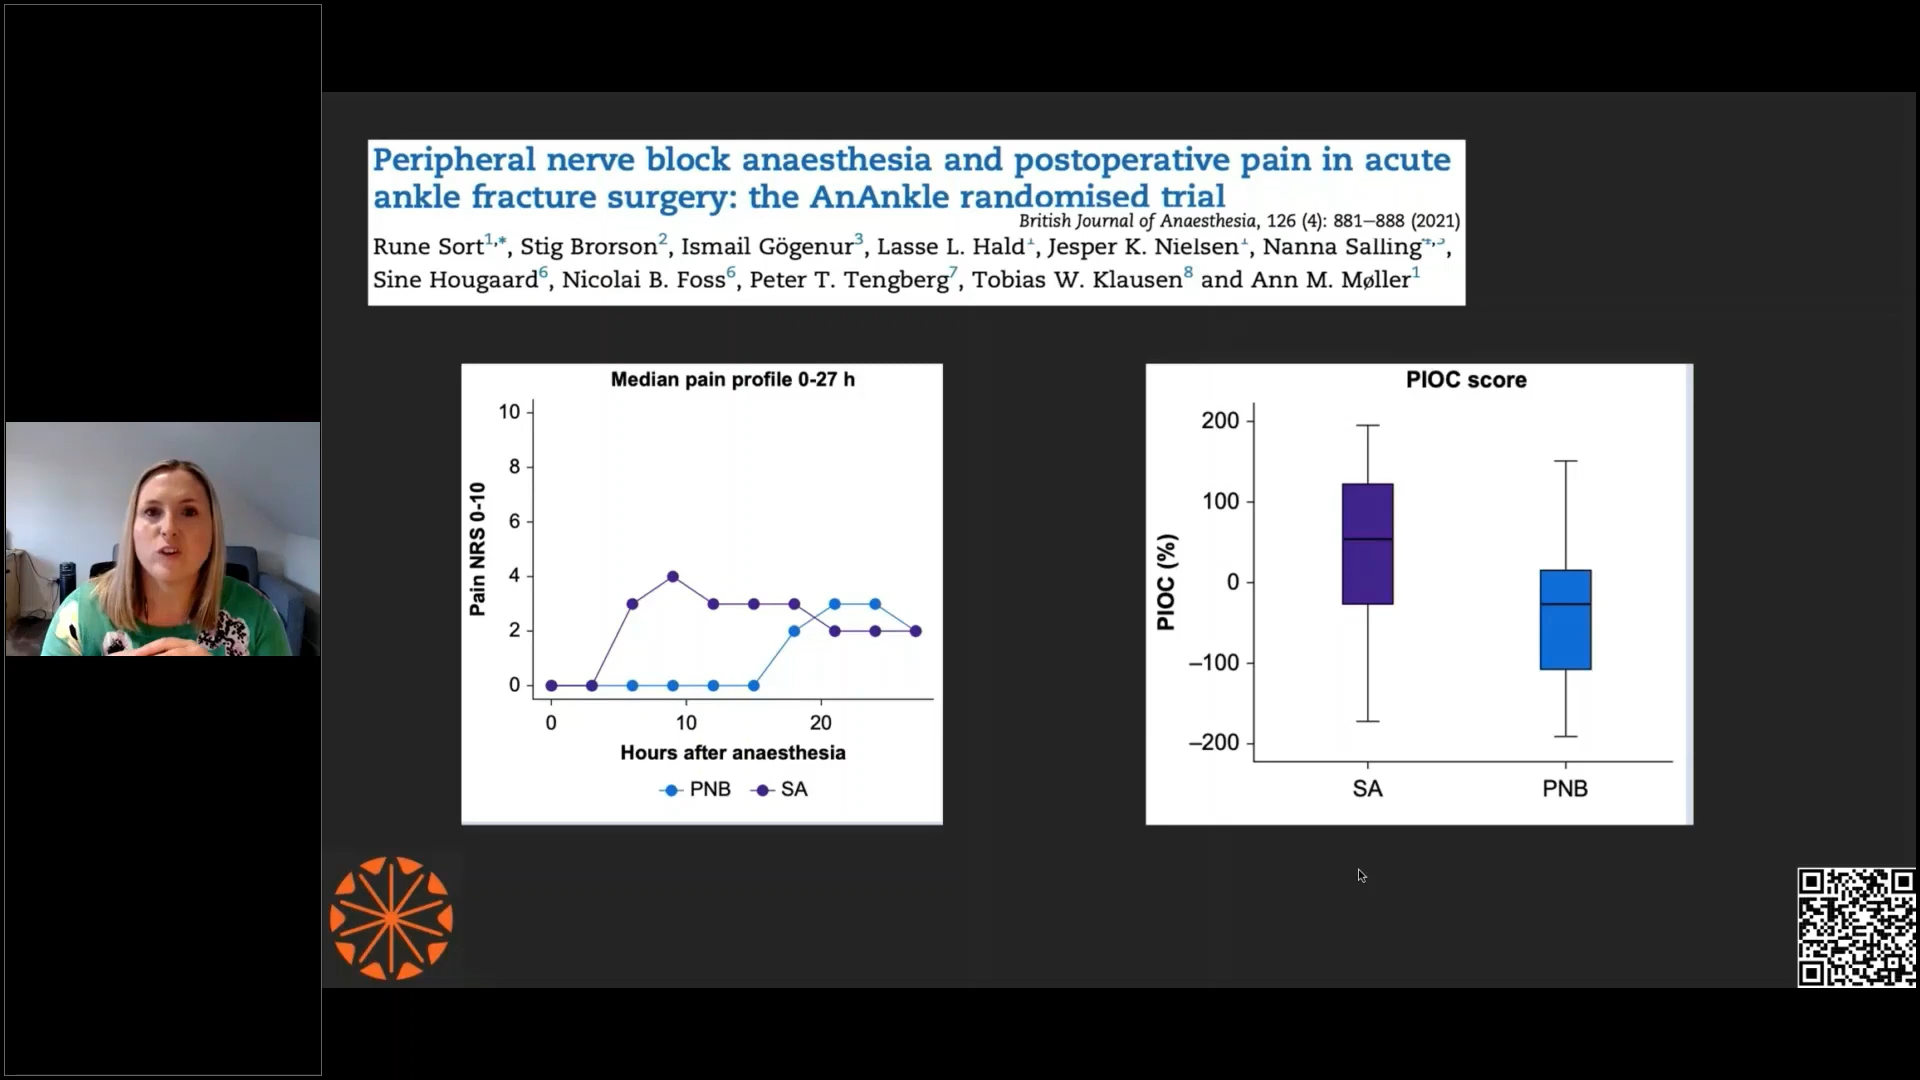 Peripheral nerve block anaesthesia and postoperative pain in acute
ankle fracture surgery: the AnAnkle randomised trial
British Journal of Anaesthesia, 126 (4): 881–888 (2021)
Rune Sort1,*, Stig Brorson2, Ismail Gögenur3, Lasse L. Hald1, Jesper K. Nielsen1, Nanna Salling,
Sine Hougaard6, Nicolai B. Foss6, Peter T. Tengberg7, Tobias W. Klausen8 and Ann M. Møller1
Median pain profile 0-27 h
Pain NRS 0-10
10
8
6
4
2
0
0 10 20
Hours after anaesthesia
PNB SA
PIOC score
PIOC (%)
200
100
0
–100
–200
SA PNB